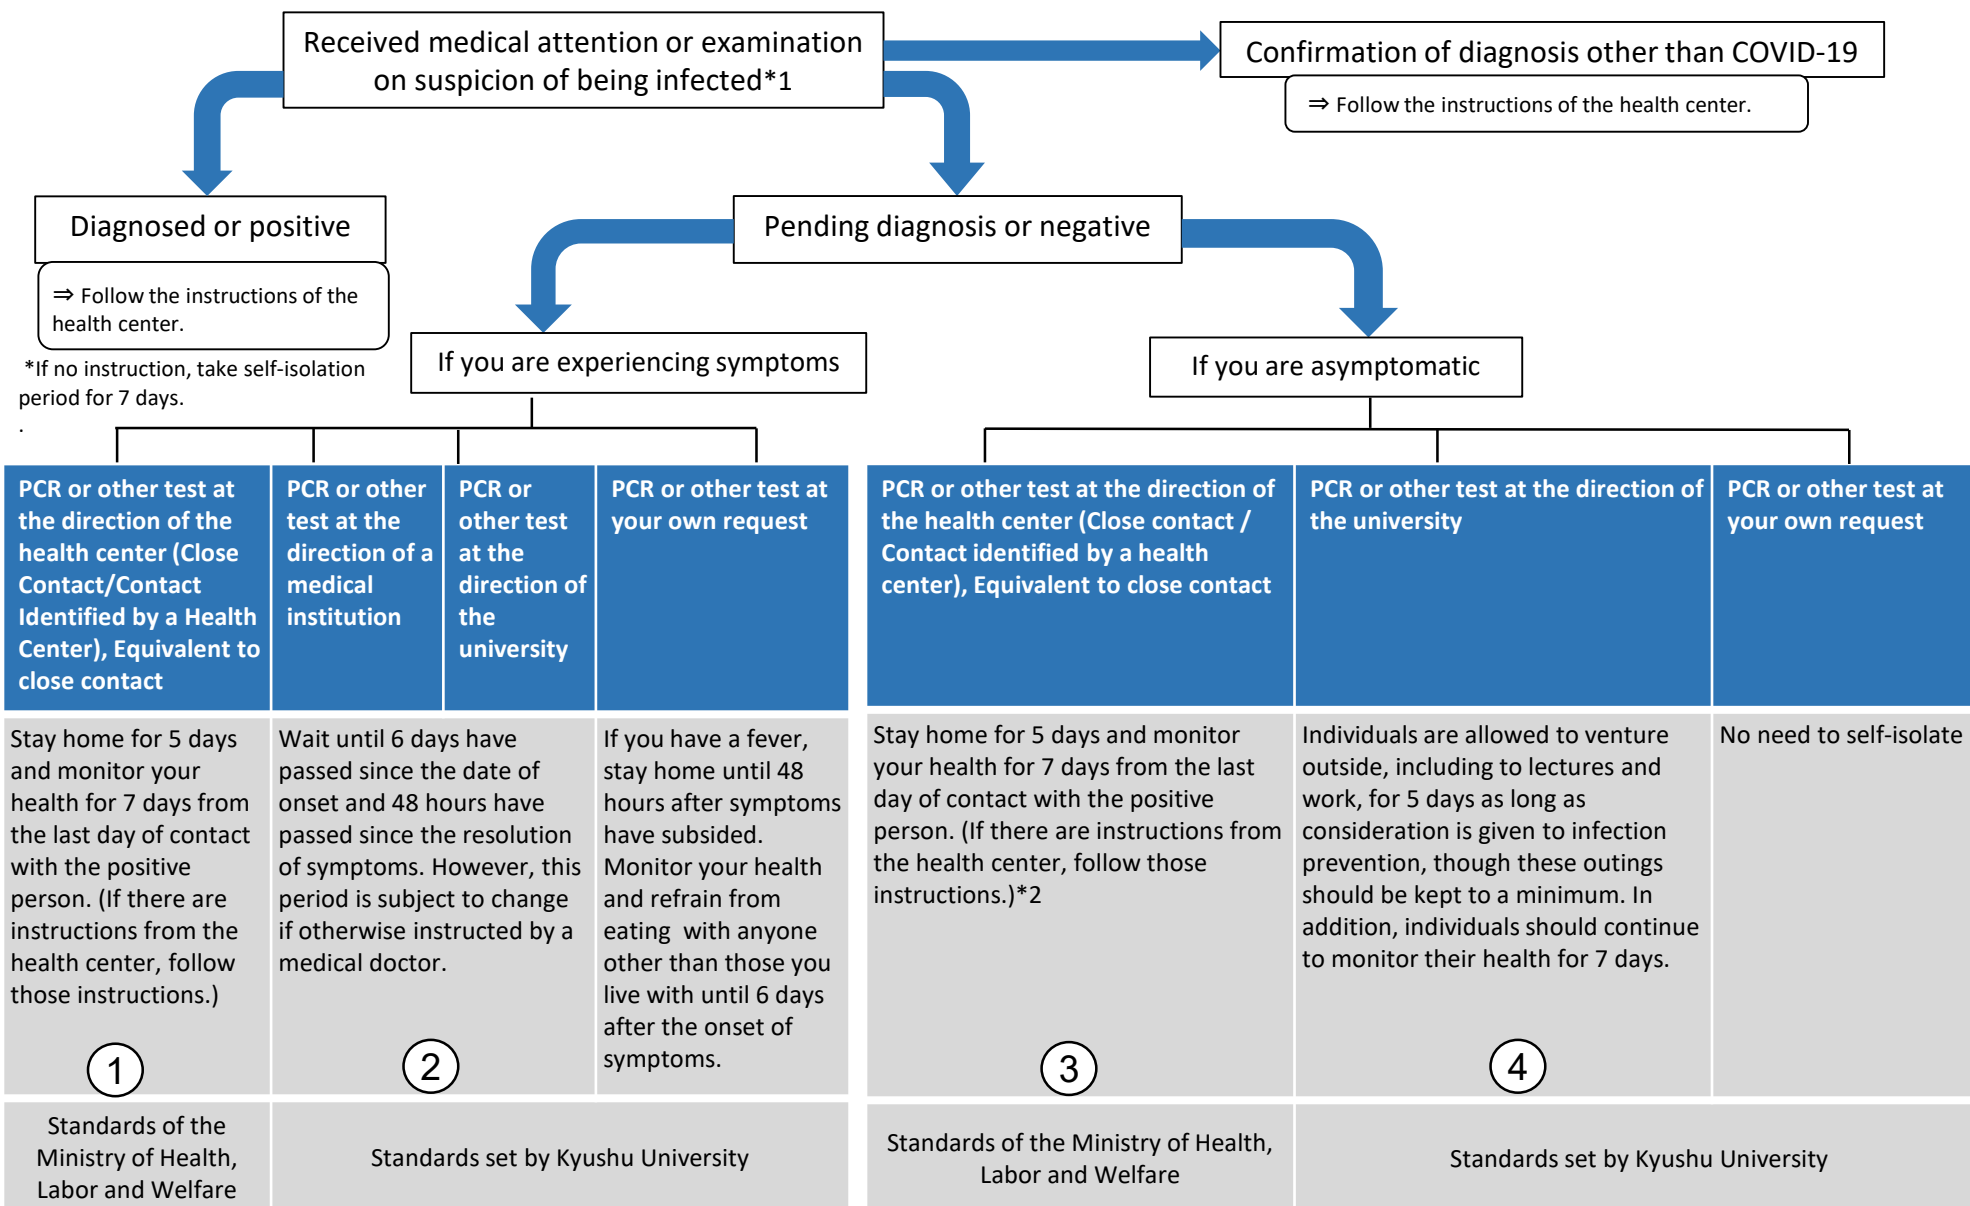 Received medical attention or examination
on suspicion of being infected*1
Confirmation of diagnosis other than COVID-19
⇒ Follow the instructions of the health center.
Diagnosed or positive
⇒ Follow the instructions of the
health center.
*If no instruction, take self-isolation
period for 7 days.
.
Pending diagnosis or negative
If you are experiencing symptoms
If you are asymptomatic
PCR or other test at
the direction of the
health center (Close
Contact/Contact
Identified by a Health
Center), Equivalent to
close contact
PCR or other
test at the
direction of a
medical
institution
PCR or
other test
at the
direction of
the
university
PCR or other test at
your own request
PCR or other test at the direction of
the health center (Close contact /
Contact identified by a health
center), Equivalent to close contact
PCR or other test at the direction of
the university
PCR or other test at
your own request
Stay home for 5 days
and monitor your
health for 7 days from
the last day of contact
with the positive
person. (If there are
instructions from the
health center, follow
those instructions.)
1
Wait until 6 days have
passed since the date of
onset and 48 hours have
passed since the resolution
of symptoms. However, this
period is subject to change
if otherwise instructed by a
medical doctor.
2
If you have a fever,
stay home until 48
hours after symptoms
have subsided.
Monitor your health
and refrain from
eating  with anyone
other than those you
live with until 6 days
after the onset of
symptoms.
Stay home for 5 days and monitor
your health for 7 days from the last
day of contact with the positive
person. (If there are instructions from
the health center, follow those
instructions.)*2
3
Individuals are allowed to venture
outside, including to lectures and
work, for 5 days as long as
consideration is given to infection
prevention, though these outings
should be kept to a minimum. In
addition, individuals should continue
to monitor their health for 7 days.
4
No need to self-isolate
Standards of the
Ministry of Health,
Labor and Welfare
Standards set by Kyushu University
Standards of the Ministry of Health,
Labor and Welfare
Standards set by Kyushu University